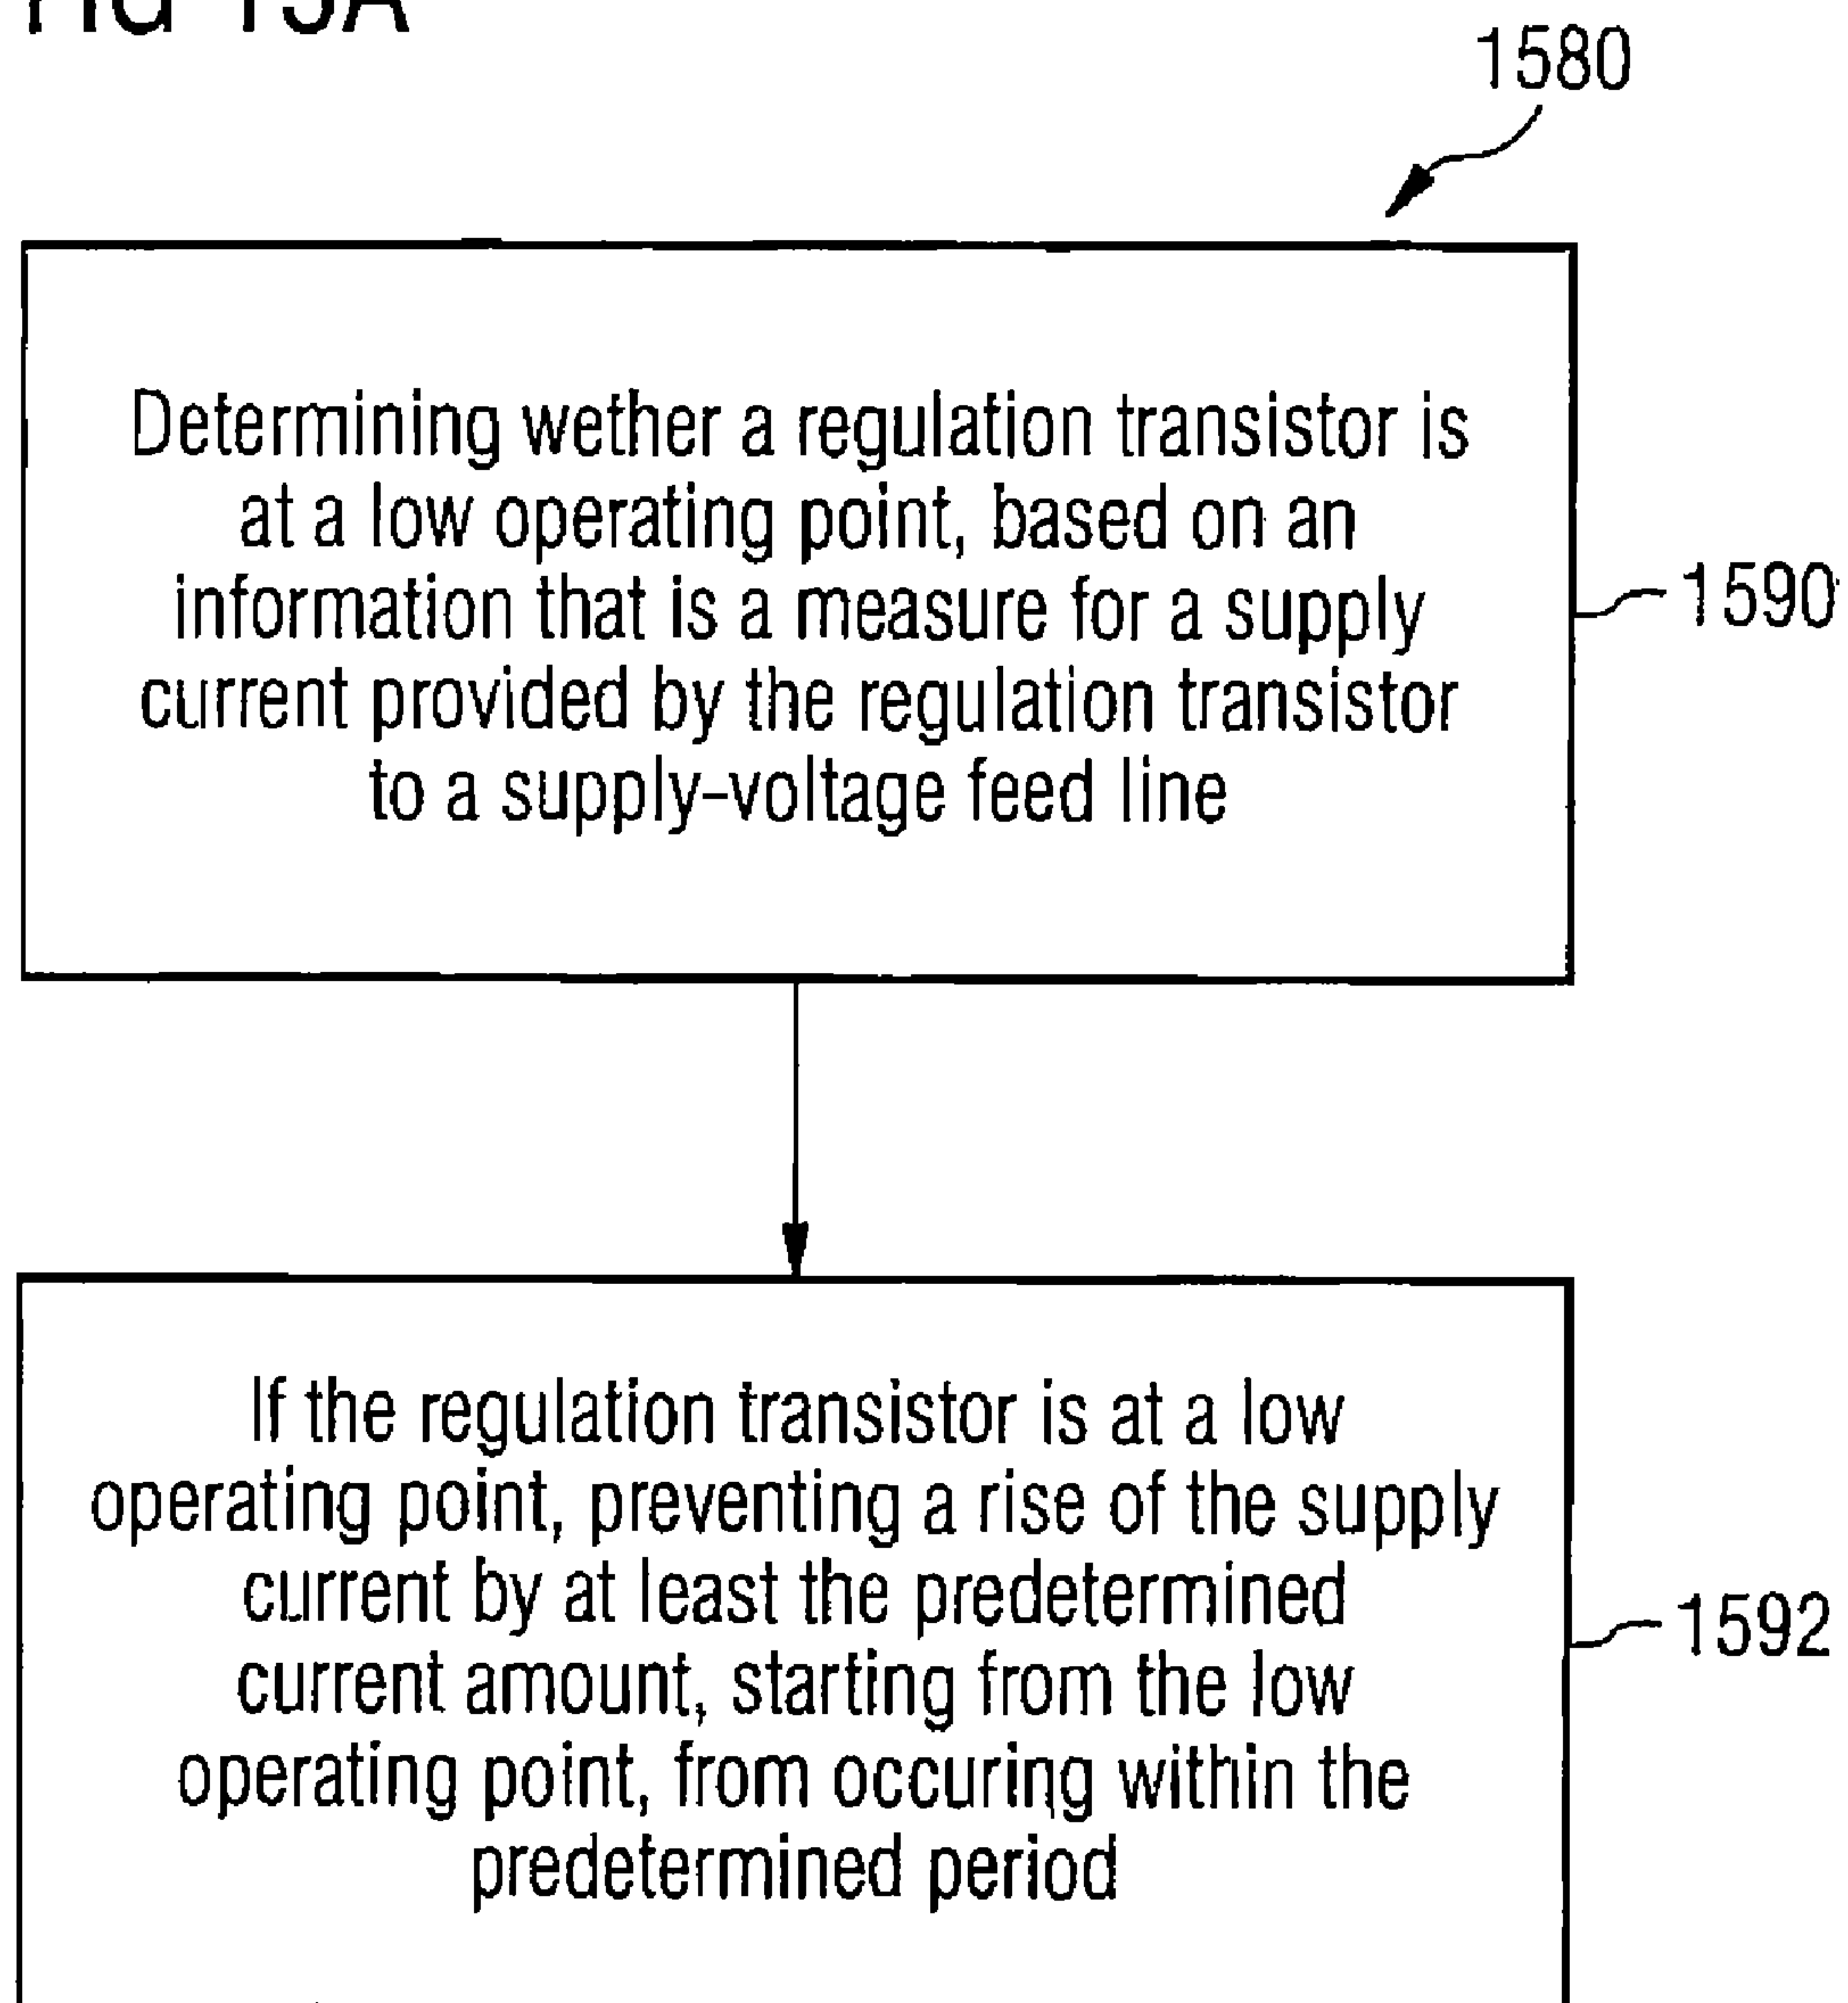 FIG 15A
1580
Determining wether a regulation transistor is
at a low operating point, based on an
information that is a measure for a supply
current provided by the regulation transistor
to a supply-voltage feed line
1590
If the regulation transistor is at a low
operating point, preventing a rise of the supply
current by at least the predetermined
current amount, starting from the low
operating point, from occuring within the
predetermined period
1592